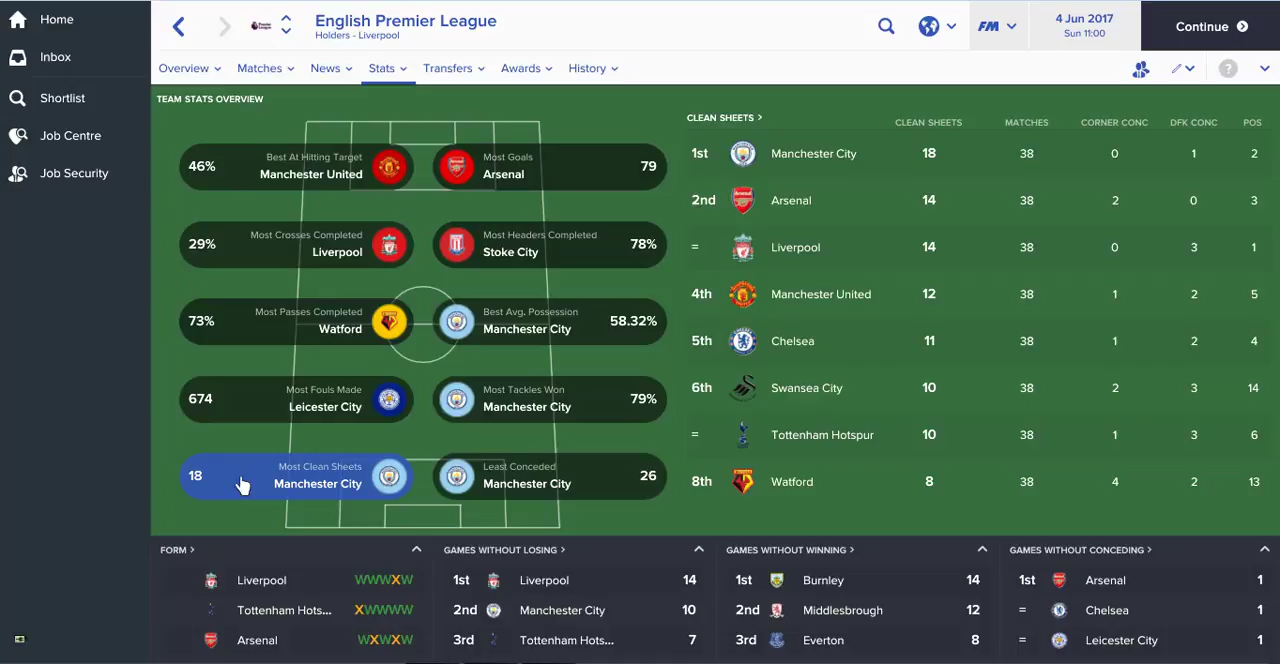 Home
Inbox
Shortlist
Job Centre
Job Security
English Premier League
Holders - Liverpool
FM
4 Jun 2017
Sun 11:00
Continue
Overview Matches News Stats Transfers Awards History
?
TEAM STATS OVERVIEW
46% Best At Hitting Target
Manchester United
Most Goals
Arsenal 79
29% Most Crosses Completed
Liverpool
Most Headers Completed
Stoke City 78%
73% Most Passes Completed
Watford
Best Avg. Possession
Manchester City 58.32%
674 Most Fouls Made
Leicester City
Most Tackles Won
Manchester City 79%
18 Most Clean Sheets
Manchester City
Least Conceded
Manchester City 26
CLEAN SHEETS > CLEAN SHEETS MATCHES CORNER CONC DFK CONC POS
1st Manchester City 18 38 0 1 2
2nd Arsenal 14 38 2 0 3
= Liverpool 14 38 0 3 1
4th Manchester United 12 38 1 2 5
5th Chelsea 11 38 1 2 4
6th Swansea City 10 38 2 3 14
= Tottenham Hotspur 10 38 1 3 6
8th Watford 8 38 4 2 13
FORM >
Liverpool WWWXW
Tottenham Hots... XWWWW
Arsenal WXWXW
GAMES WITHOUT LOSING >
1st Liverpool 14
2nd Manchester City 10
3rd Tottenham Hots... 7
GAMES WITHOUT WINNING >
1st Burnley 14
2nd Middlesbrough 12
3rd Everton 8
GAMES WITHOUT CONCEDING >
1st Arsenal 1
= Chelsea 1
= Leicester City 1